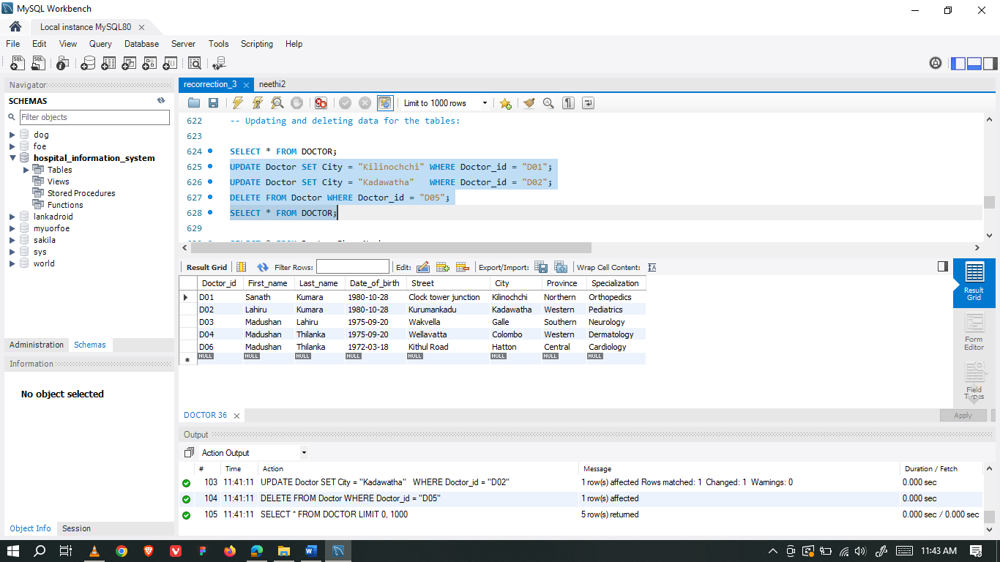 MySQL Workbench
Local instance MySQL80
File Edit View Query Database Server Tools Scripting Help
Navigator
SCHEMAS
Filter objects
dog
foe
hospital_information_system
Tables
Views
Stored Procedures
Functions
lankadroid
myuorfoe
sakila
sys
world
Administration Schemas
Information
No object selected
Object Info Session
recorrection_3 neethi2
Limit to 1000 rows
622 -- Updating and deleting data for the tables:
623
624 SELECT * FROM DOCTOR;
625 UPDATE Doctor SET City = "Kilinochchi" WHERE Doctor_id = "D01";
626 UPDATE Doctor SET City = "Kadawatha"   WHERE Doctor_id = "D02";
627 DELETE FROM Doctor WHERE Doctor_id = "D05";
628 SELECT * FROM DOCTOR;
629
Result Grid Filter Rows: Edit: Export/Import: Wrap Cell Content:
Doctor_id First_name Last_name Date_of_birth Street City Province Specialization
D01 Sanath Kumara 1980-10-28 Clock tower junction Kilinochchi Northern Orthopedics
D02 Lahiru Kumara 1980-10-28 Kurumankadu Kadawatha Western Pediatrics
D03 Madushan Lahiru 1975-09-20 Wakvella Galle Southern Neurology
D04 Madushan Thilanka 1975-09-20 Wellavatta Colombo Western Dermatology
D06 Madushan Thilanka 1972-03-18 Kithul Road Hatton Central Cardiology
NULL NULL NULL NULL NULL NULL NULL NULL
Result
Grid
Form
Editor
Field
Types
DOCTOR 36
Apply
Output
Action Output
# Time Action Message Duration / Fetch
103 11:41:11 UPDATE Doctor SET City = "Kadawatha"   WHERE Doctor_id = "D02" 1 row(s) affected Rows matched: 1  Changed: 1  Warnings: 0 0.000 sec
104 11:41:11 DELETE FROM Doctor WHERE Doctor_id = "D05" 1 row(s) affected 0.000 sec
105 11:41:11 SELECT * FROM DOCTOR LIMIT 0, 1000 5 row(s) returned 0.000 sec / 0.000 sec
11:43 AM